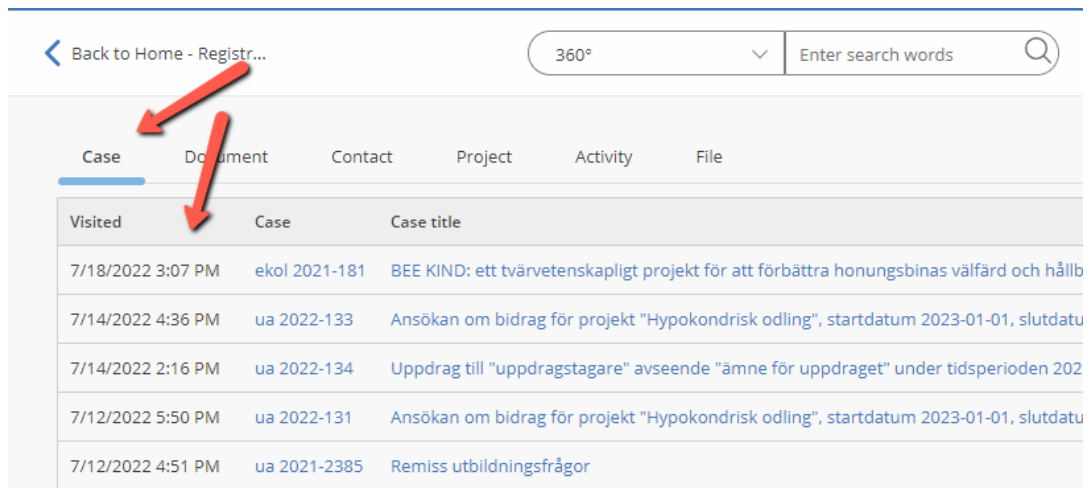 Back to Home - Registr...
360° Enter search words
Case Document Contact Project Activity File
Visited Case Case title
7/18/2022 3:07 PM ekol 2021-181 BEE KIND: ett tvärvetenskapligt projekt för att förbättra honungsbinas välfärd och hållb
7/14/2022 4:36 PM ua 2022-133 Ansökan om bidrag för projekt "Hypokondrisk odling", startdatum 2023-01-01, slutdatu
7/14/2022 2:16 PM ua 2022-134 Uppdrag till "uppdragstagare" avseende "ämne för uppdraget" under tidsperioden 202
7/12/2022 5:50 PM ua 2022-131 Ansökan om bidrag för projekt "Hypokondrisk odling", startdatum 2023-01-01, slutdatu
7/12/2022 4:51 PM ua 2021-2385 Remiss utbildningsfrågor